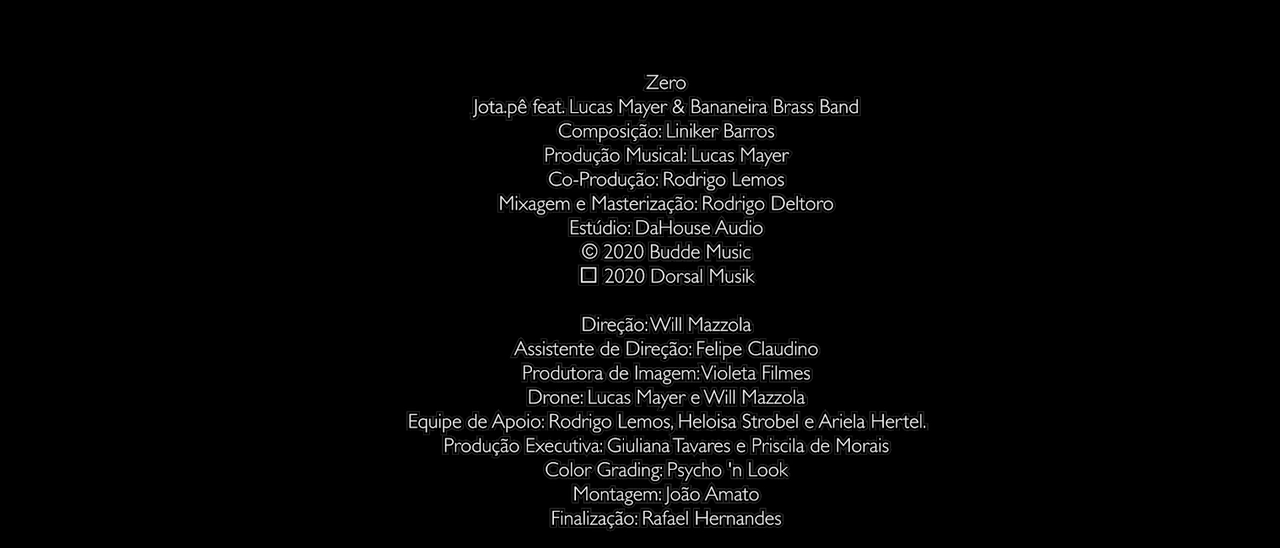 Zero
Jota.pê feat. Lucas Mayer & Bananeira Brass Band
Composição: Liniker Barros
Produção Musical: Lucas Mayer
Co-Produção: Rodrigo Lemos
Mixagem e Masterização: Rodrigo Deltoro
Estúdio: DaHouse Audio
© 2020 Budde Music
□ 2020 Dorsal Musik
Direção: Will Mazzola
Assistente de Direção: Felipe Claudino
Produtora de Imagem: Violeta Filmes
Drone: Lucas Mayer e Will Mazzola
Equipe de Apoio: Rodrigo Lemos, Heloisa Strobel e Ariela Hertel.
Produção Executiva: Giuliana Tavares e Priscila de Morais
Color Grading: Psycho 'n Look
Montagem: João Amato
Finalização: Rafael Hernandes